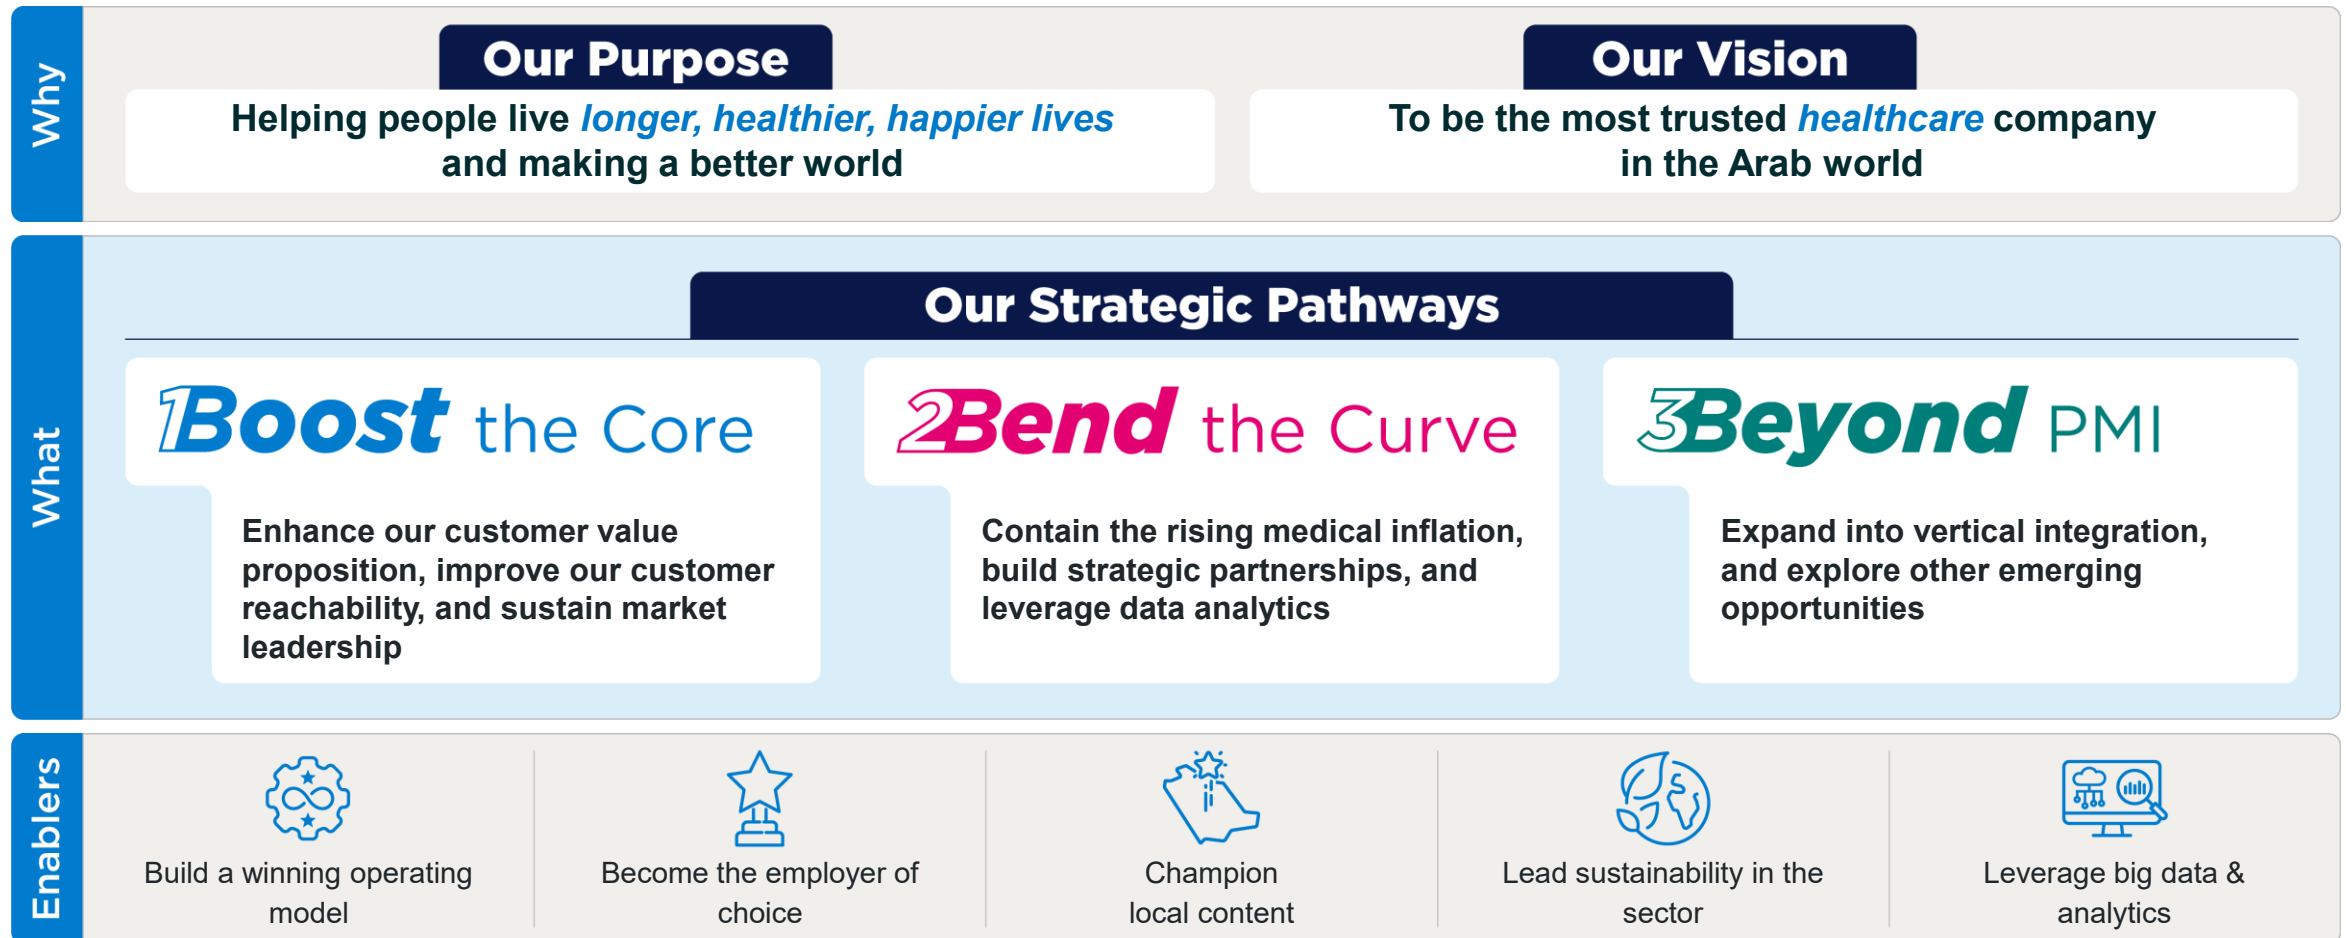 Why
Our Purpose
Helping people live longer, healthier, happier lives
and making a better world
Our Vision
To be the most trusted healthcare company
in the Arab world
What
Our Strategic Pathways
1Boost the Core
Enhance our customer value
proposition, improve our customer
reachability, and sustain market
leadership
2Bend the Curve
Contain the rising medical inflation,
build strategic partnerships, and
leverage data analytics
3Beyond PMI
Expand into vertical integration,
and explore other emerging
opportunities
Enablers
Build a winning operating
model
Become the employer of
choice
Champion
local content
Lead sustainability in the
sector
Leverage big data &
analytics